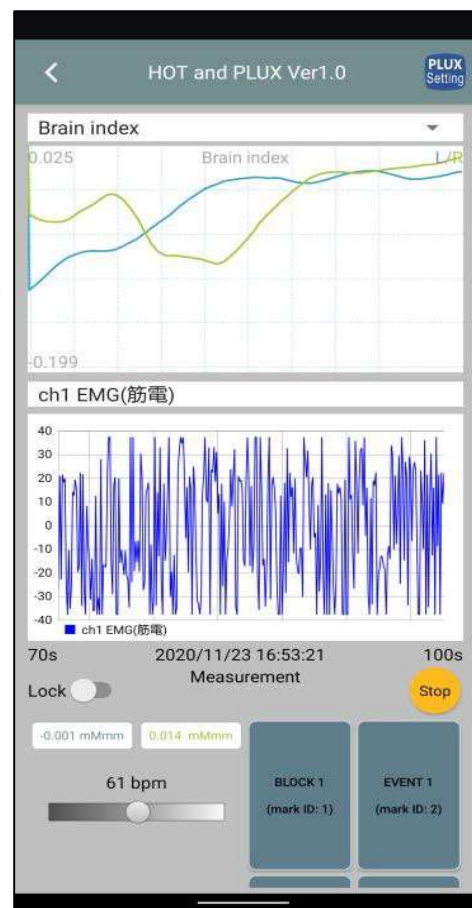 HOT and PLUX Ver1.0
PLUX
Setting
Brain index
0.025
Brain index
L/R
-0.199
ch1 EMG(筋電)
40
30
20
10
0
-10
-20
-30
-40
ch1 EMG(筋電)
70s
2020/11/23 16:53:21
100s
Measurement
Lock
Stop
-0.001 mMmm
0.014 mMmm
61 bpm
BLOCK 1
(mark ID: 1)
EVENT 1
(mark ID: 2)